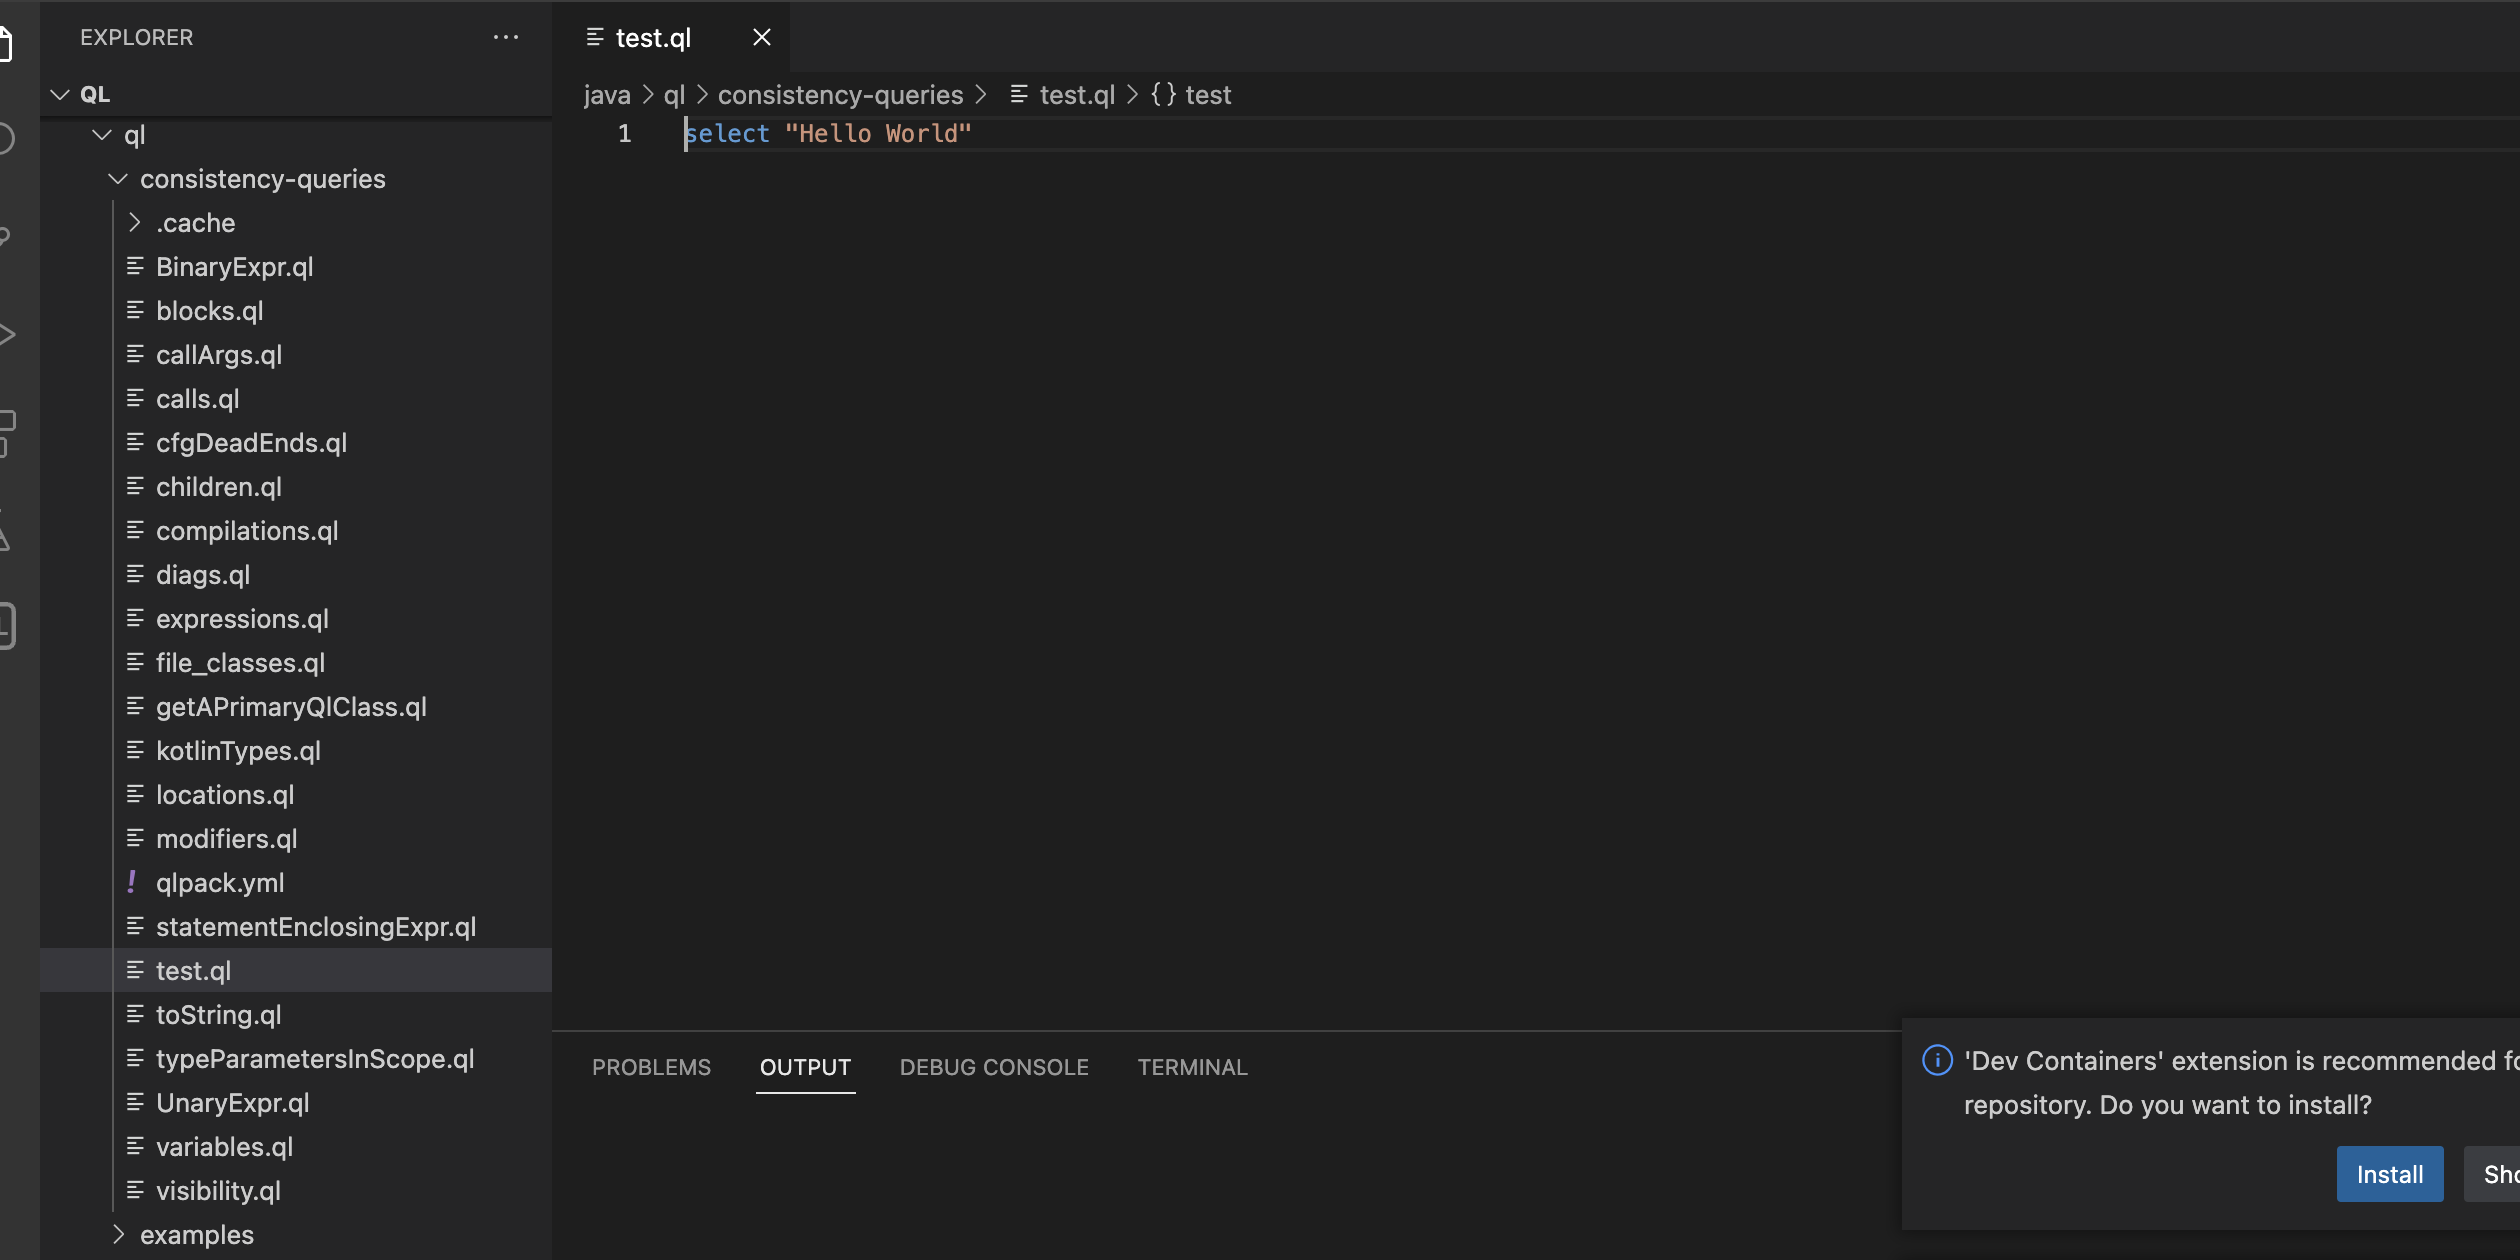 EXPLORER
QL
ql
consistency-queries
.cache
BinaryExpr.ql
blocks.ql
callArgs.ql
calls.ql
cfgDeadEnds.ql
children.ql
compilations.ql
diags.ql
expressions.ql
file_classes.ql
getAPrimaryQlClass.ql
kotlinTypes.ql
locations.ql
modifiers.ql
! qlpack.yml
statementEnclosingExpr.ql
test.ql
toString.ql
typeParametersInScope.ql
UnaryExpr.ql
variables.ql
visibility.ql
examples
test.ql
java > ql > consistency-queries > test.ql > {} test
1 select "Hello World"
PROBLEMS OUTPUT DEBUG CONSOLE TERMINAL
'Dev Containers' extension is recommended
repository. Do you want to install?
Install